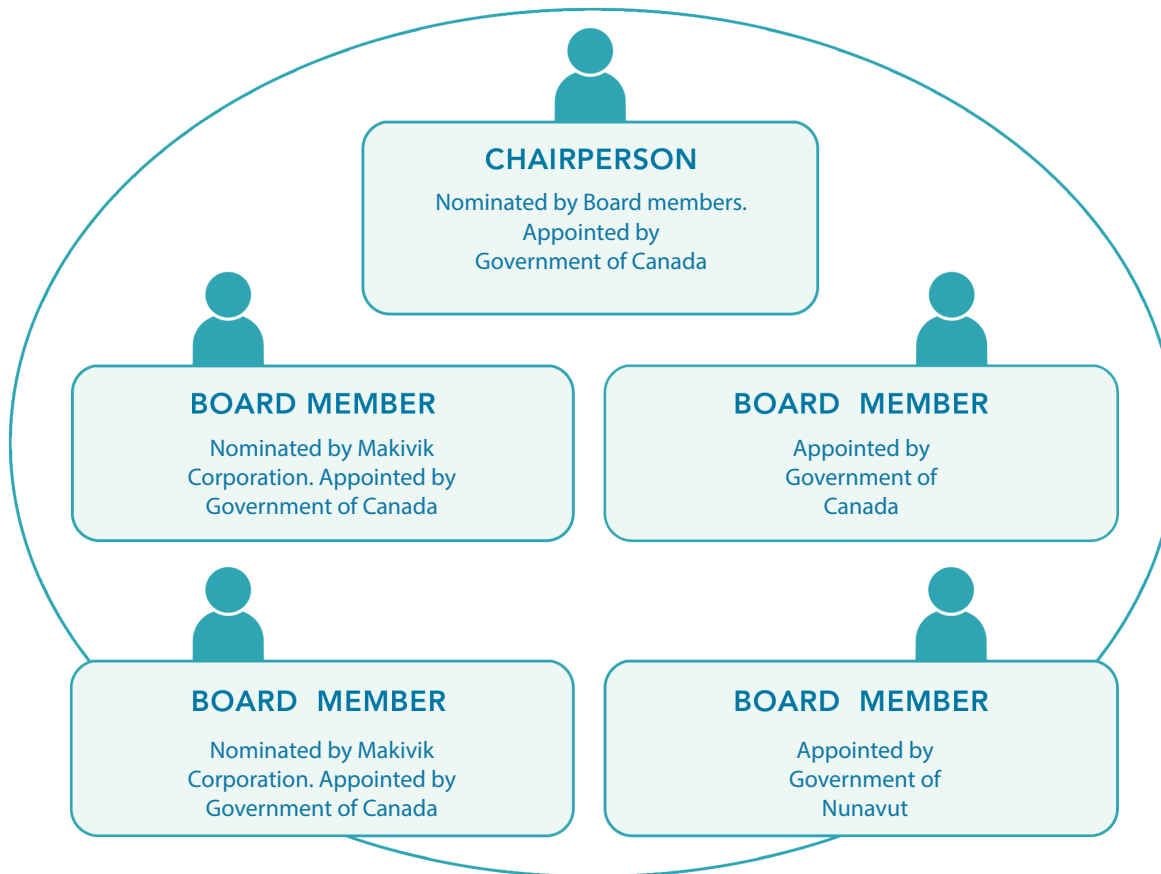 CHAIRPERSON
Nominated by Board members.
Appointed by
Government of Canada
BOARD MEMBER
Nominated by Makivik
Corporation. Appointed by
Government of Canada
BOARD MEMBER
Appointed by
Government of
Canada
BOARD MEMBER
Nominated by Makivik
Corporation. Appointed by
Government of Canada
BOARD MEMBER
Appointed by
Government of
Nunavut